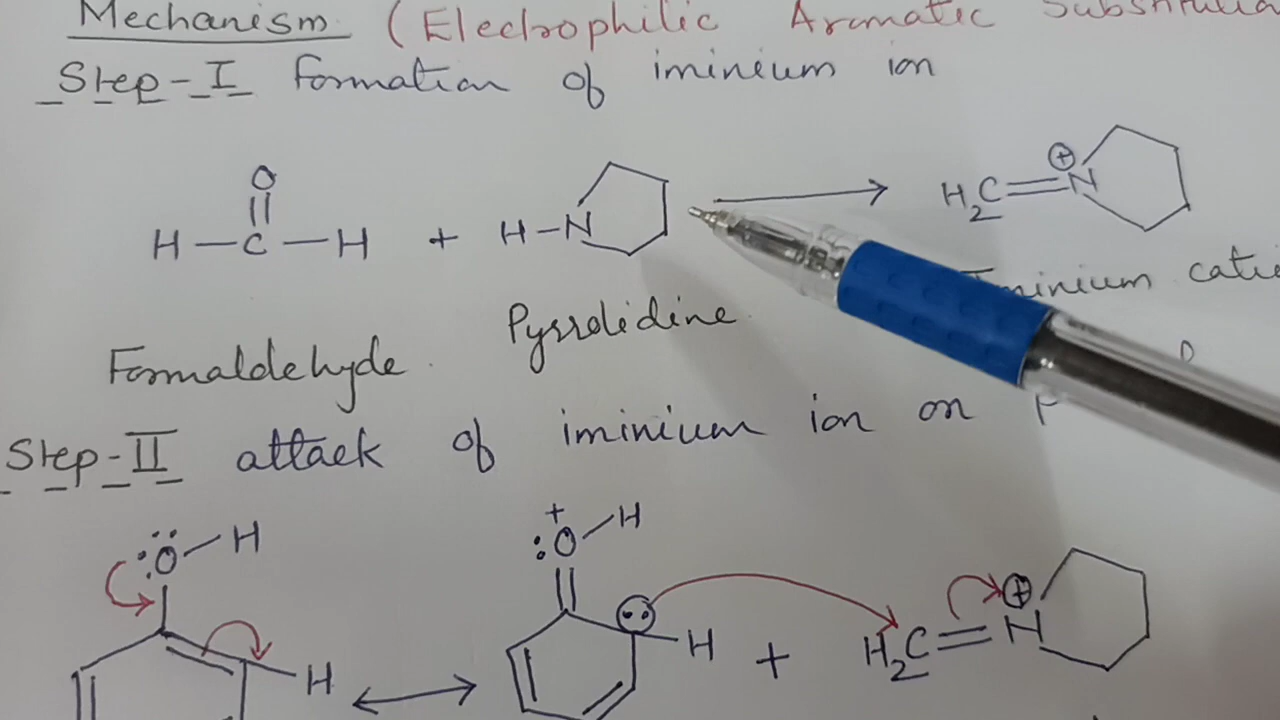 Mechanism (Electrophilic Aromatic
Step-I Formation of iminium ion
O
H — C — H + H-N → H2C=N ⊕
Formaldehyde. Pyrrolidine.
Step-II attack of iminium ion on
:Ö-H
H
+
:O-H
H + H2C=N ⊕